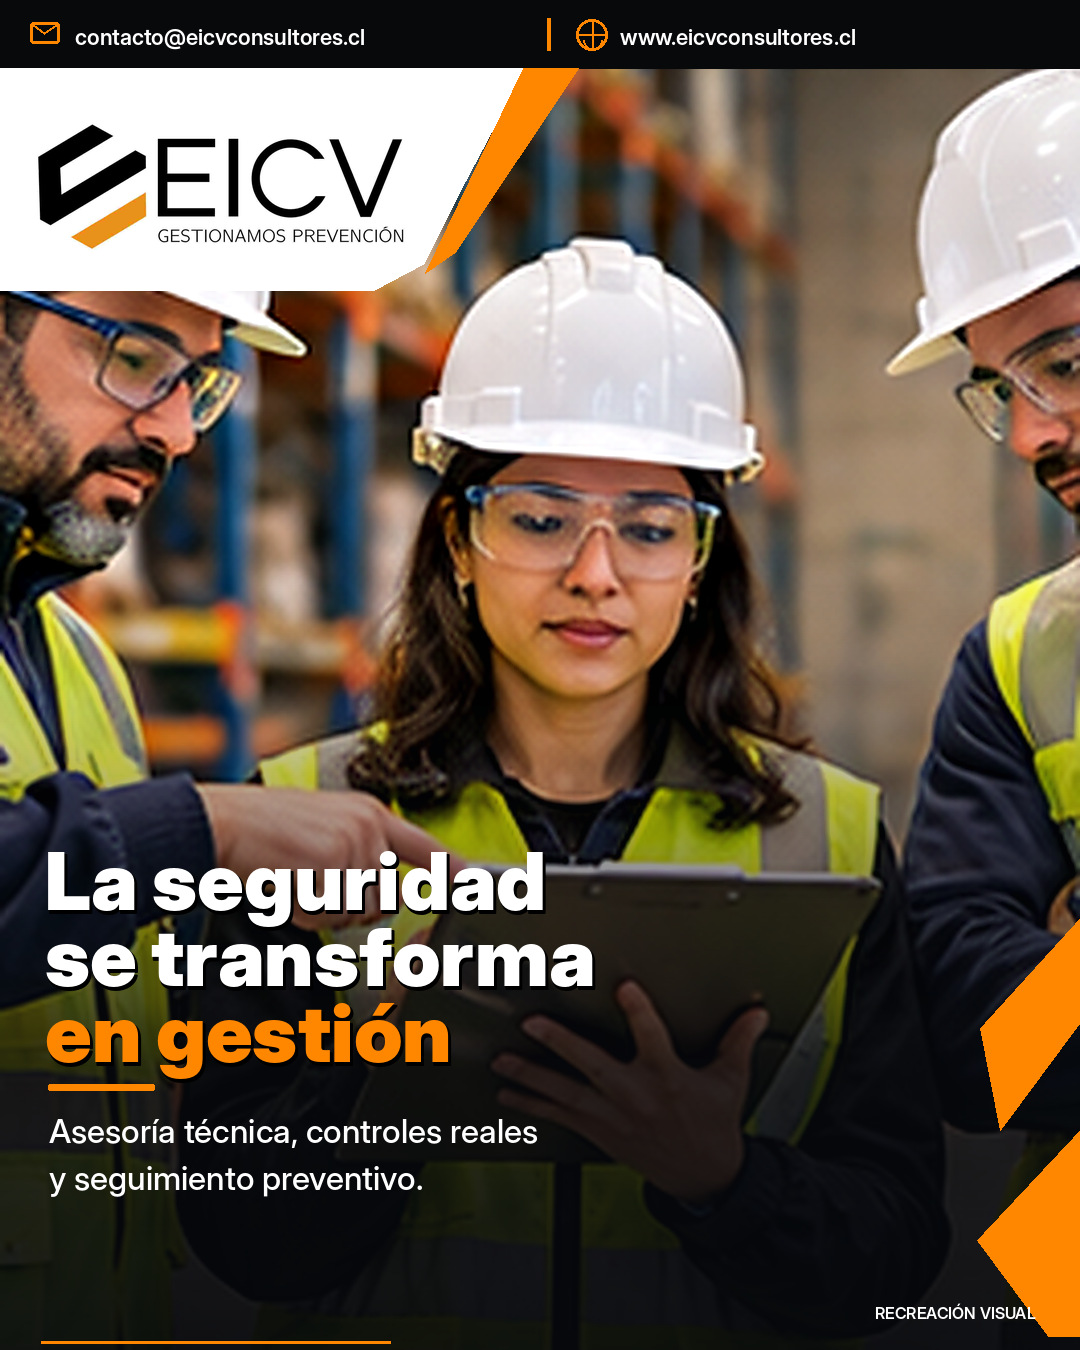 contacto@eicvconsultores.cl
www.eicvconsultores.cl
EICV
GESTIONAMOS PREVENCIÓN
La seguridad
se transforma
en gestión
Asesoría técnica, controles reales
y seguimiento preventivo.
RECREACIÓN VISUAL